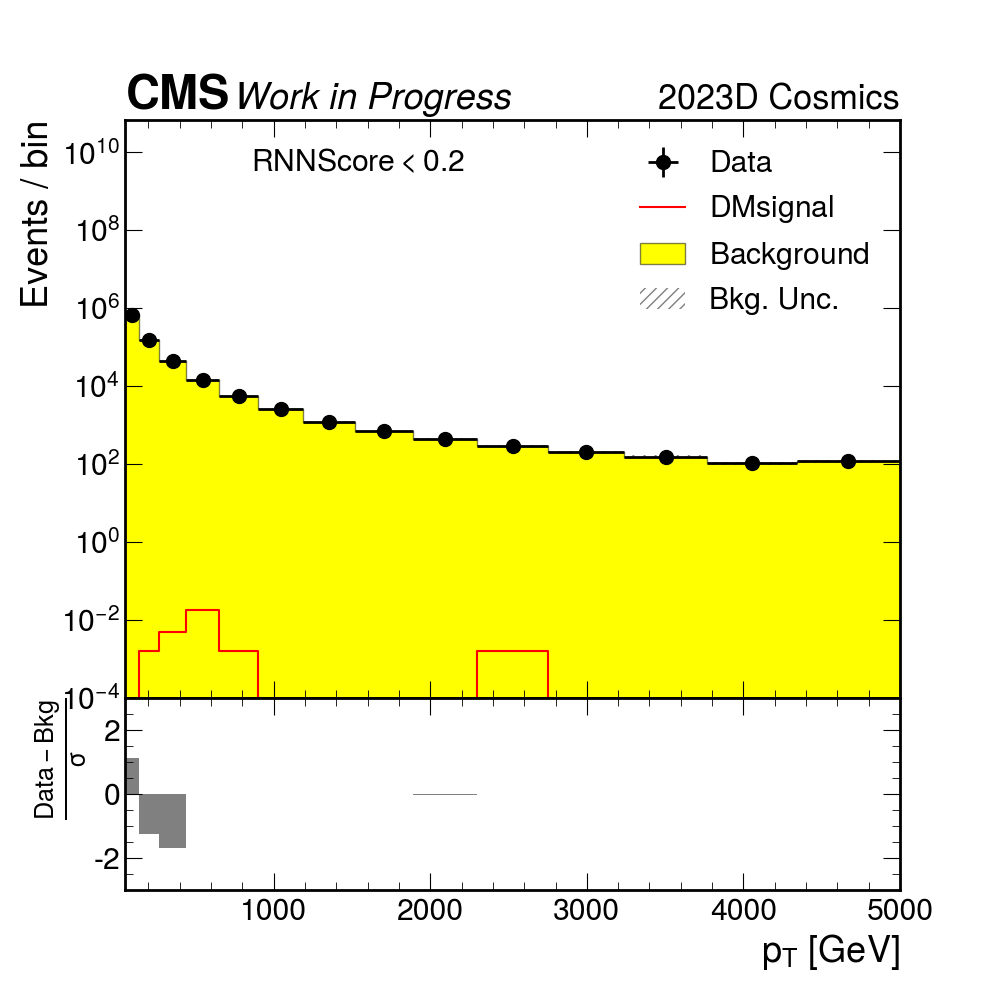 CMS Work in Progress 2023D Cosmics
Events / bin
RNNScore < 0.2
Data
DMsignal
Background
Bkg. Unc.
10^10
10^8
10^6
10^4
10^2
10^0
10^−2
10^−4
Data − Bkg
σ
2
0
-2
1000 2000 3000 4000 5000
p_T [GeV]